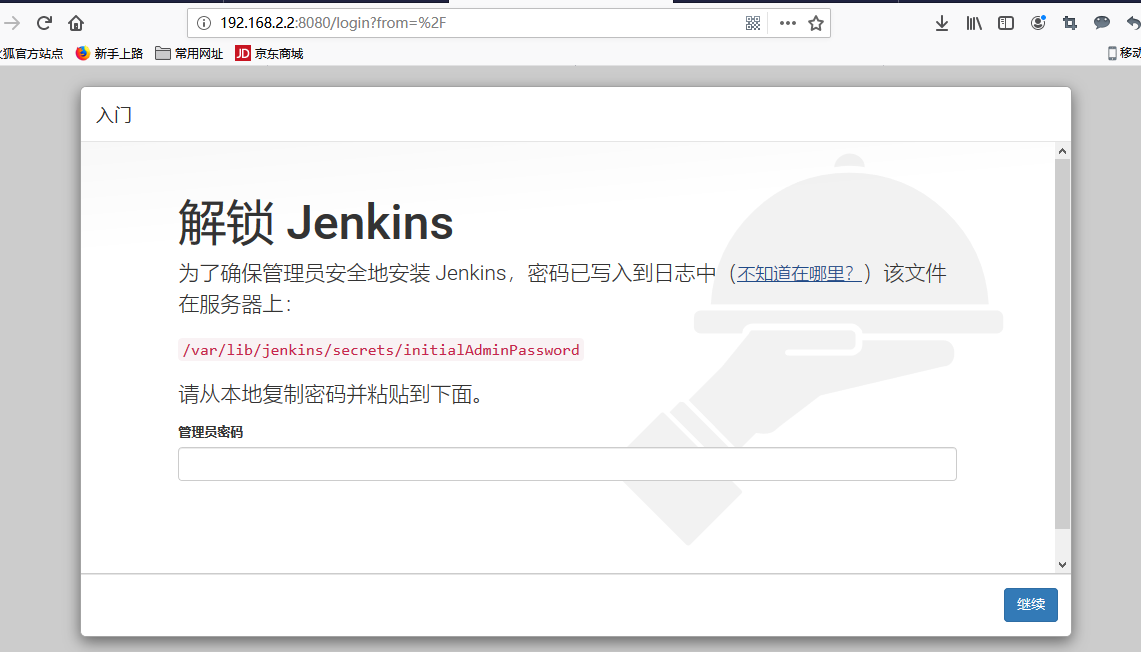 192.168.2.2:8080/login?from=%2F
火狐官方站点 新手上路 常用网址 JD 京东商城 移动
入门
解锁 Jenkins
为了确保管理员安全地安装 Jenkins，密码已写入到日志中（不知道在哪里？）该文件
在服务器上：
/var/lib/jenkins/secrets/initialAdminPassword
请从本地复制密码并粘贴到下面。
管理员密码
继续